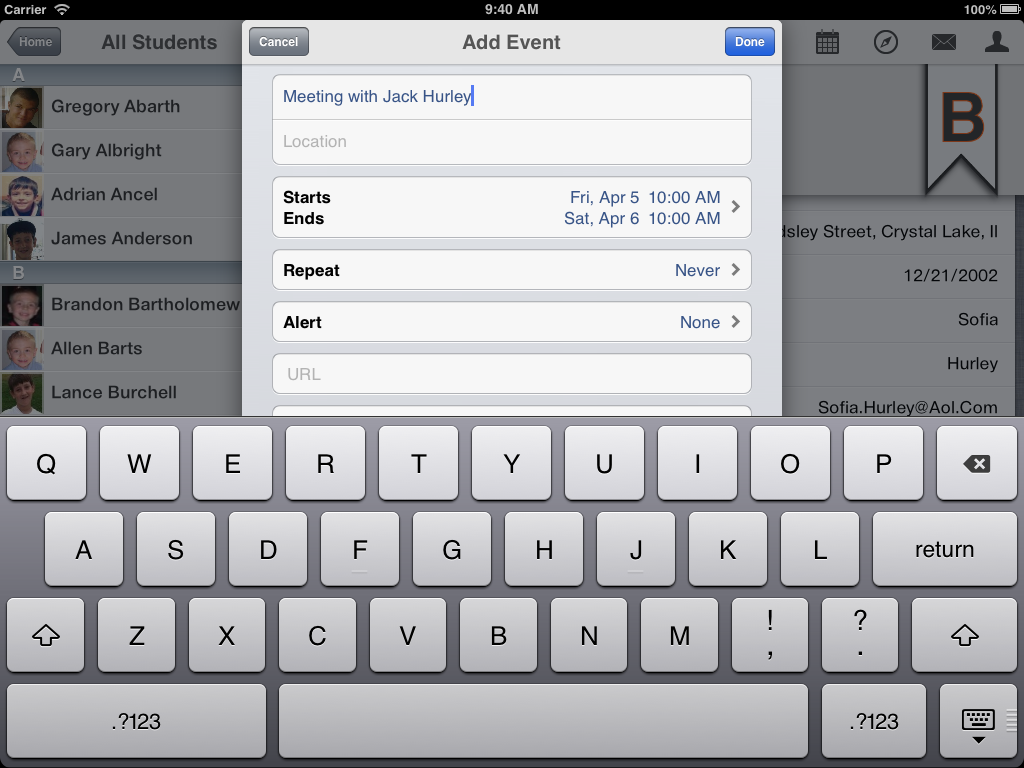 Carrier 9:40 AM 100%
Home All Students Cancel Add Event Done
A
Gregory Abarth
Gary Albright
Adrian Ancel
James Anderson
B
Brandon Bartholomew
Allen Barts
Lance Burchell
Meeting with Jack Hurley
Location
Starts Fri, Apr 5 10:00 AM
Ends Sat, Apr 6 10:00 AM
Repeat Never
Alert None
URL
B
dsley Street, Crystal Lake, Il
12/21/2002
Sofia
Hurley
Sofia.Hurley@Aol.Com
Q W E R T Y U I O P
A S D F G H J K L return
Z X C V B N M ! , ? .
.?123 .?123